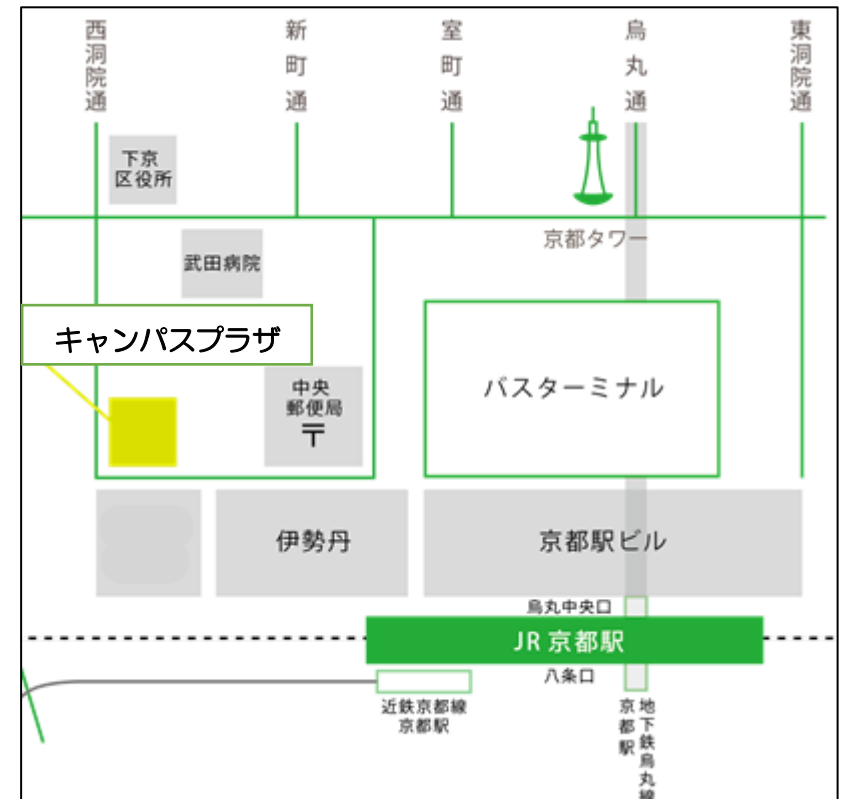 西洞院通
新町通
室町通
烏丸通
東洞院通
下京
区役所
京都タワー
武田病院
キャンパスプラザ
中央
郵便局
〒
バスターミナル
伊勢丹
京都駅ビル
烏丸中央口
JR 京都駅
八条口
近鉄京都線
京都駅
地下鉄烏丸線
京都駅